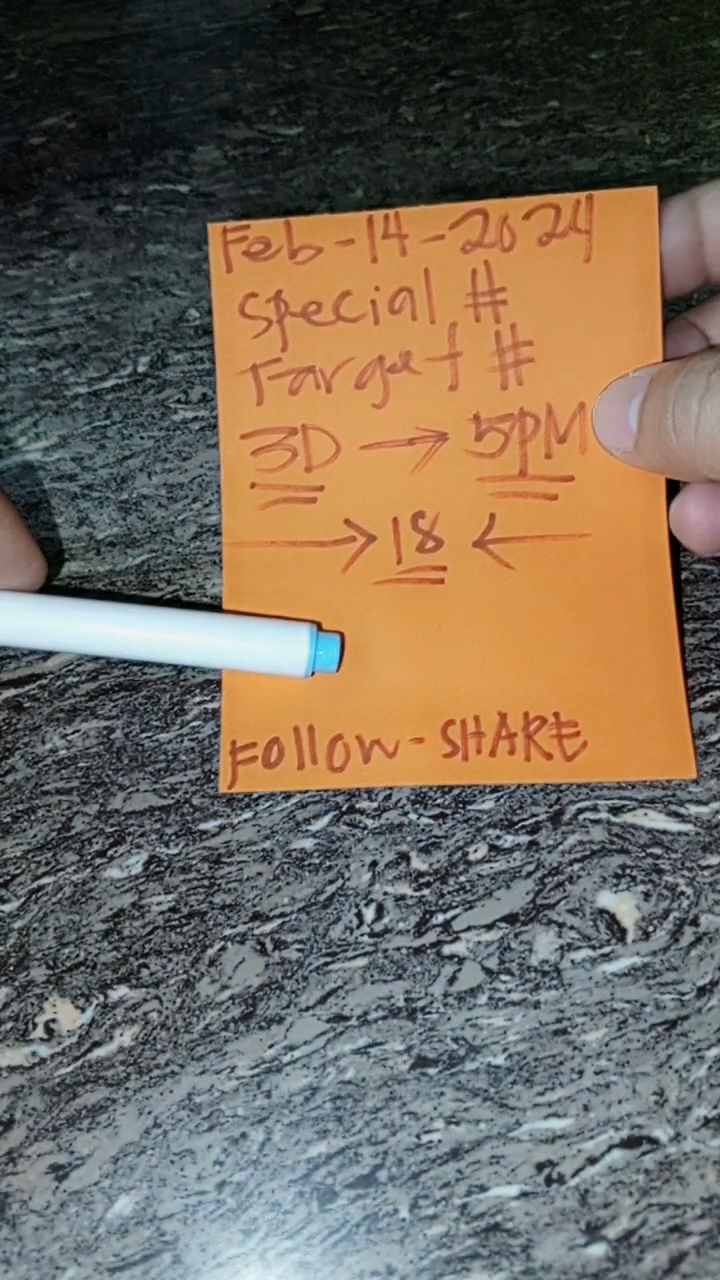 Feb-14-2024
Special #
Target #
3D → 5PM
→ 18 ←
Follow-SHARE